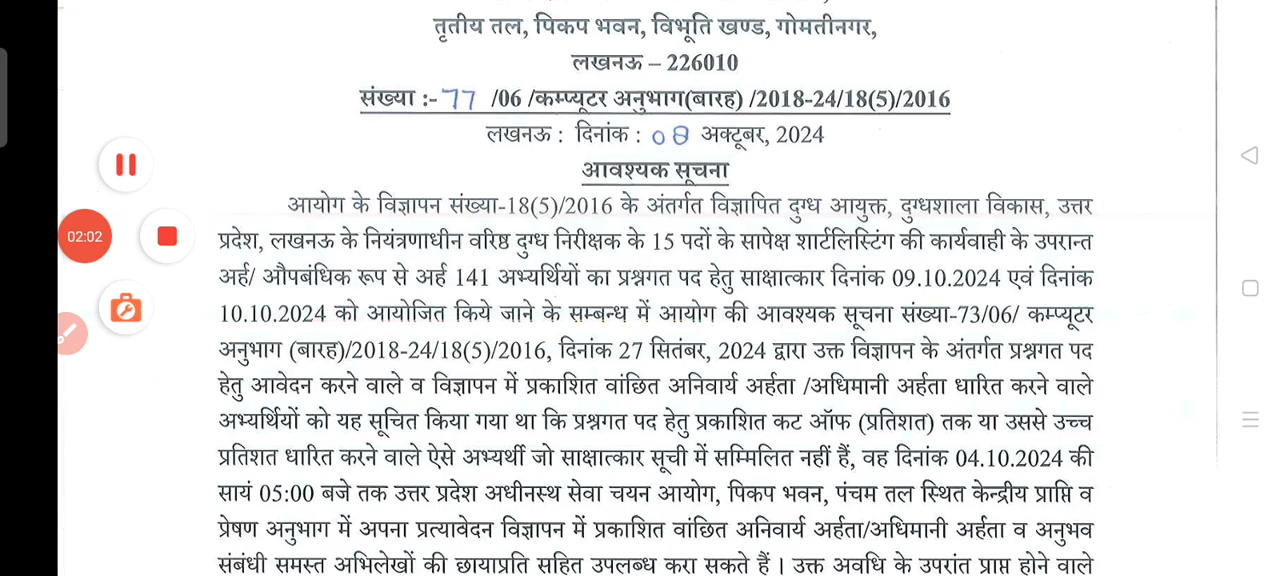 तृतीय तल, पिकप भवन, विभूति खण्ड, गोमतीनगर,
लखनऊ – 226010
संख्या :- 77 /06 /कम्प्यूटर अनुभाग(बारह) /2018-24/18(5)/2016
लखनऊ : दिनांक : 08 अक्टूबर, 2024
आवश्यक सूचना
आयोग के विज्ञापन संख्या-18(5)/2016 के अंतर्गत विज्ञापित दुग्ध आयुक्त, दुग्धशाला विकास, उत्तर
प्रदेश, लखनऊ के नियंत्रणाधीन वरिष्ठ दुग्ध निरीक्षक के 15 पदों के सापेक्ष शार्टलिस्टिंग की कार्यवाही के उपरान्त
अर्ह/ औपबंधिक रूप से अर्ह 141 अभ्यर्थियों का प्रश्नगत पद हेतु साक्षात्कार दिनांक 09.10.2024 एवं दिनांक
10.10.2024 को आयोजित किये जाने के सम्बन्ध में आयोग की आवश्यक सूचना संख्या-73/06/ कम्प्यूटर
अनुभाग (बारह)/2018-24/18(5)/2016, दिनांक 27 सितंबर, 2024 द्वारा उक्त विज्ञापन के अंतर्गत प्रश्नगत पद
हेतु आवेदन करने वाले व विज्ञापन में प्रकाशित वांछित अनिवार्य अर्हता /अधिमानी अर्हता धारित करने वाले
अभ्यर्थियों को यह सूचित किया गया था कि प्रश्नगत पद हेतु प्रकाशित कट ऑफ (प्रतिशत) तक या उससे उच्च
प्रतिशत धारित करने वाले ऐसे अभ्यर्थी जो साक्षात्कार सूची में सम्मिलित नहीं हैं, वह दिनांक 04.10.2024 की
सायं 05:00 बजे तक उत्तर प्रदेश अधीनस्थ सेवा चयन आयोग, पिकप भवन, पंचम तल स्थित केन्द्रीय प्राप्ति व
प्रेषण अनुभाग में अपना प्रत्यावेदन विज्ञापन में प्रकाशित वांछित अनिवार्य अर्हता/अधिमानी अर्हता व अनुभव
संबंधी समस्त अभिलेखों की छायाप्रति सहित उपलब्ध करा सकते हैं । उक्त अवधि के उपरांत प्राप्त होने वाले
02:02